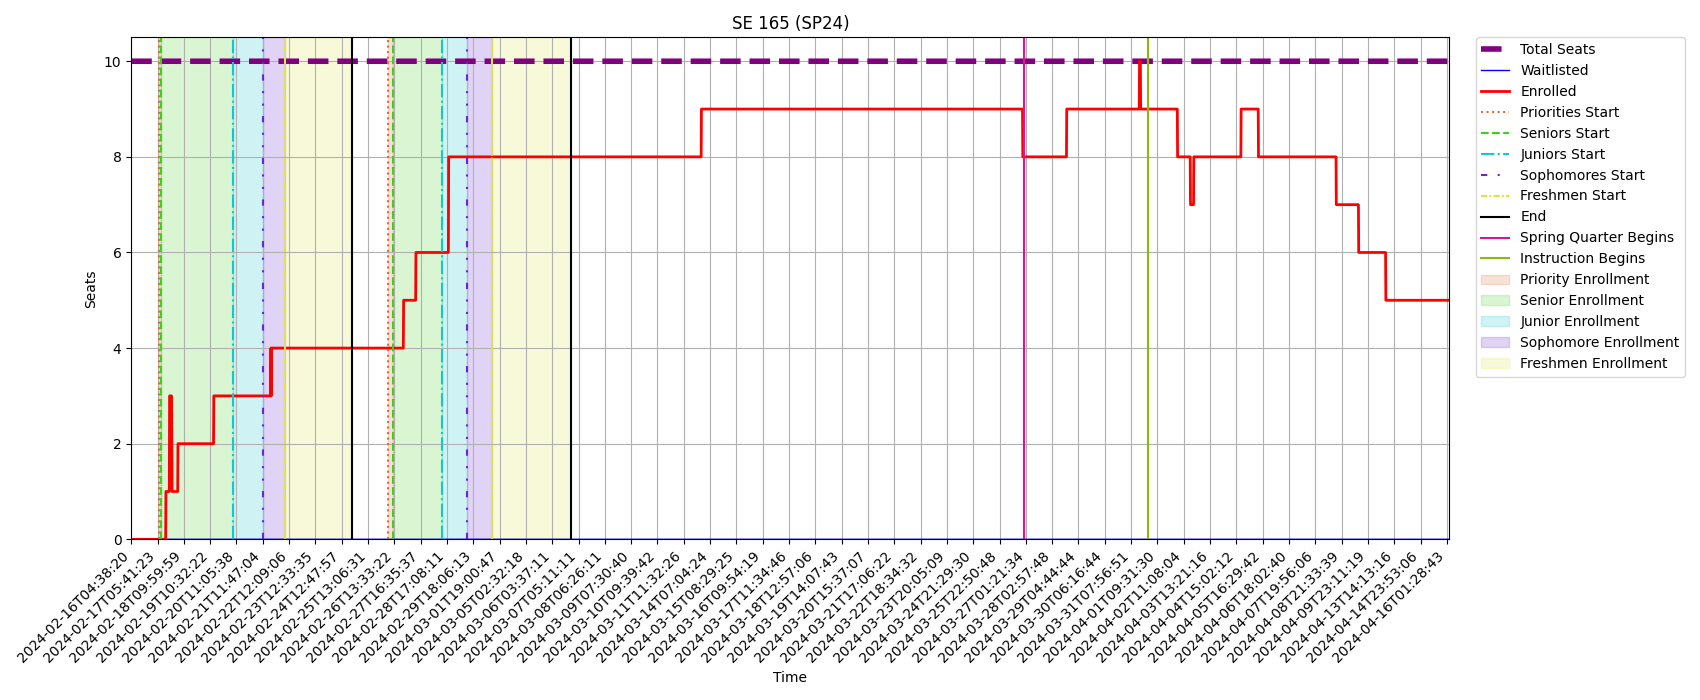 SE 165 (SP24)
Seats
10
8
6
4
2
0
2024-02-16T04:38:20
2024-02-17T05:41:23
2024-02-18T09:59:59
2024-02-19T10:32:22
2024-02-20T11:05:38
2024-02-21T11:47:04
2024-02-22T12:09:06
2024-02-23T12:33:35
2024-02-24T12:47:57
2024-02-25T13:06:31
2024-02-26T13:33:22
2024-02-27T16:35:37
2024-02-28T17:08:11
2024-02-29T18:06:13
2024-03-01T19:00:47
2024-03-05T02:32:18
2024-03-06T03:37:11
2024-03-07T05:11:11
2024-03-08T06:26:11
2024-03-09T07:30:40
2024-03-10T09:39:42
2024-03-11T11:32:26
2024-03-14T07:04:24
2024-03-15T08:29:25
2024-03-16T09:54:19
2024-03-17T11:34:46
2024-03-18T12:57:06
2024-03-19T14:07:43
2024-03-20T15:37:07
2024-03-21T17:06:22
2024-03-22T18:34:32
2024-03-23T20:05:09
2024-03-24T21:29:30
2024-03-25T22:50:48
2024-03-27T01:21:34
2024-03-28T02:57:48
2024-03-29T04:44:44
2024-03-30T06:16:44
2024-03-31T07:56:51
2024-04-01T09:31:30
2024-04-02T11:08:04
2024-04-03T13:21:16
2024-04-04T15:02:12
2024-04-05T16:29:42
2024-04-06T18:02:40
2024-04-07T19:56:06
2024-04-08T21:33:39
2024-04-09T23:11:19
2024-04-13T14:13:16
2024-04-14T23:53:06
2024-04-16T01:28:43
Time
Total Seats
Waitlisted
Enrolled
Priorities Start
Seniors Start
Juniors Start
Sophomores Start
Freshmen Start
End
Spring Quarter Begins
Instruction Begins
Priority Enrollment
Senior Enrollment
Junior Enrollment
Sophomore Enrollment
Freshmen Enrollment